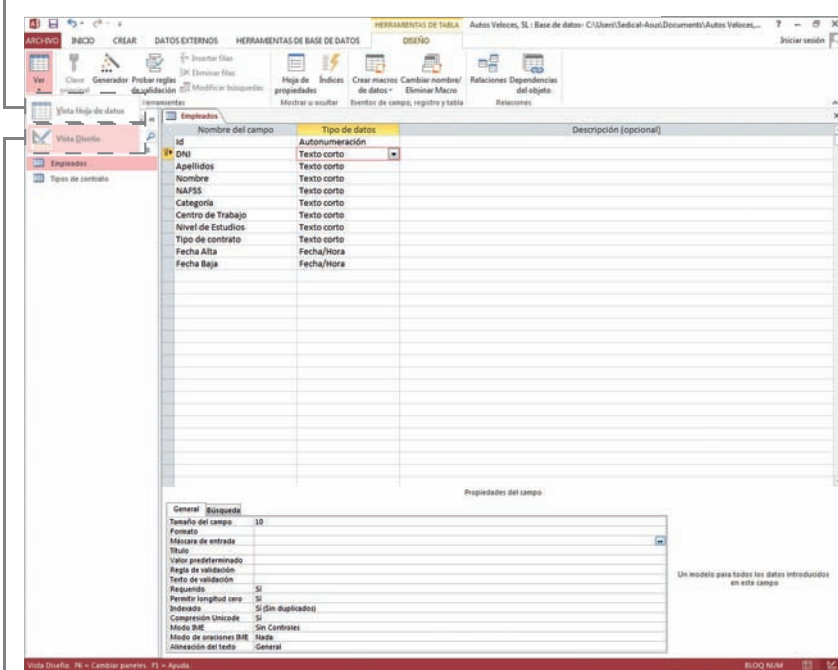 HERRAMIENTAS DE TABLA Autos Veloces, SL : Base de datos- C:\Users\Sedical-Asus\Documents\Autos Veloces,... ?
ARCHIVO INICIO CREAR DATOS EXTERNOS HERRAMIENTAS DE BASE DE DATOS DISEÑO Iniciar sesión
Ver
Clave principal
Generador
Probar reglas de validación
Insertar filas
Eliminar filas
Modificar búsquedas
Hoja de propiedades
Índices
Crear macros de datos
Cambiar nombre/ Eliminar Macro
Relaciones
Dependencias del objeto
Herramientas Mostrar u ocultar Eventos de campo, registro y tabla Relaciones
Vista Hoja de datos
Vista Diseño
Empleados
Tipos de contrato
Empleados
Nombre del campo Tipo de datos Descripción (opcional)
Id Autonumeración
DNI Texto corto
Apellidos Texto corto
Nombre Texto corto
NAFSS Texto corto
Categoría Texto corto
Centro de Trabajo Texto corto
Nivel de Estudios Texto corto
Tipo de contrato Texto corto
Fecha Alta Fecha/Hora
Fecha Baja Fecha/Hora
Propiedades del campo
General Búsqueda
Tamaño del campo 10
Formato
Máscara de entrada
Título
Valor predeterminado
Regla de validación
Texto de validación
Requerido Sí
Permitir longitud cero Sí
Indexado Sí (Sin duplicados)
Compresión Unicode Sí
Modo IME Sin Controles
Modo de oraciones IME Nada
Alineación del texto General
Un modelo para todos los datos introducidos
en este campo
Vista Diseño. F6 = Cambiar paneles. F1 = Ayuda. BLOQ NUM